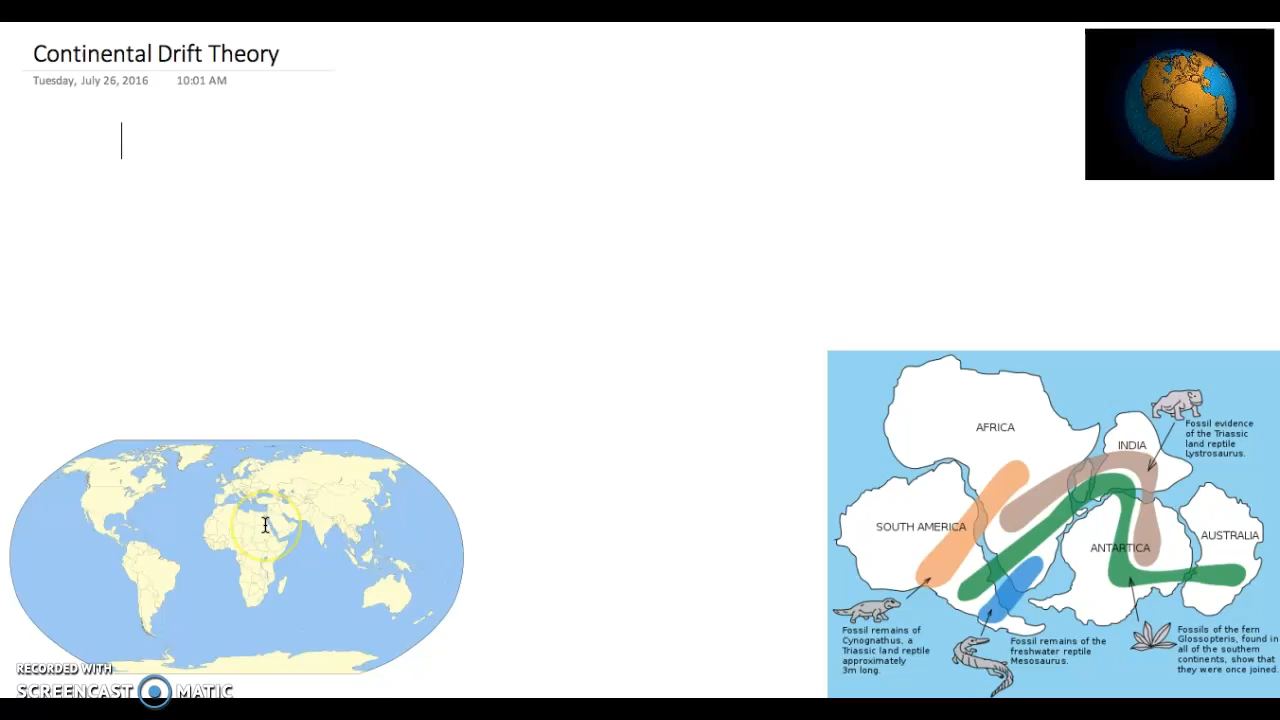 Continental Drift Theory
Tuesday, July 26, 2016 10:01 AM
AFRICA
INDIA
Fossil evidence
of the Triassic
land reptile
Lystrosaurus.
SOUTH AMERICA
ANTARTICA
AUSTRALIA
Fossil remains of
Cynognathus, a
Triassic land reptile
approximately
3m long.
Fossil remains of the
freshwater reptile
Mesosaurus.
Fossils of the fern
Glossopteris, found in
all of the southern
continents, show that
they were once joined.
RECORDED WITH
SCREENCAST MATIC